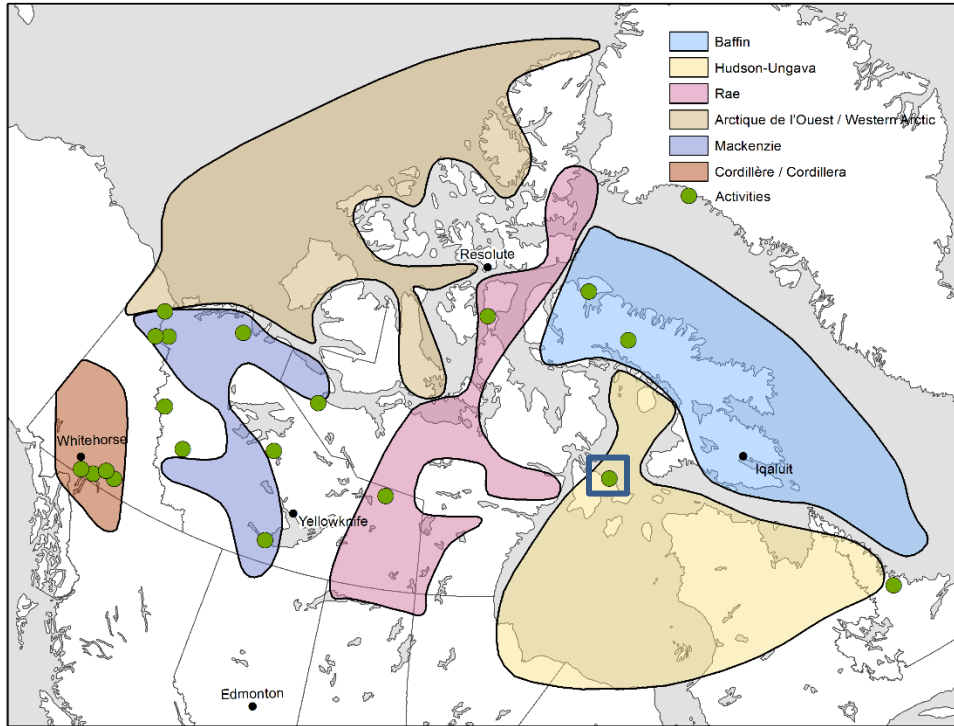 Baffin
Hudson-Ungava
Rae
Arctique de l'Ouest / Western Arctic
Mackenzie
Cordillère / Cordillera
Activities
Resolute
Whitehorse
Iqaluit
Yellowknife
Edmonton